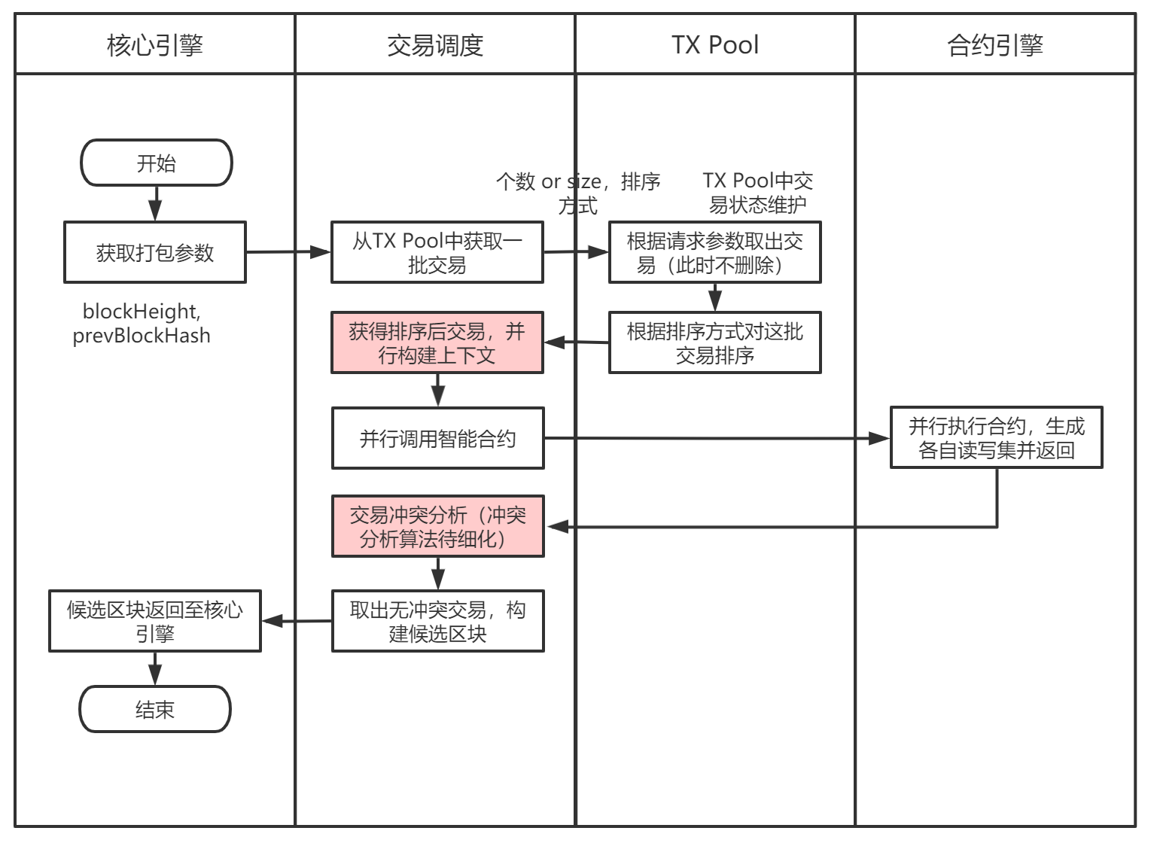 核心引擎
交易调度
TX Pool
合约引擎
开始
个数 or size，排序
方式
TX Pool中交
易状态维护
获取打包参数
从TX Pool中获取一
批交易
根据请求参数取出交
易（此时不删除）
blockHeight,
prevBlockHash
获得排序后交易，并
行构建上下文
根据排序方式对这批
交易排序
并行调用智能合约
并行执行合约，生成
各自读写集并返回
交易冲突分析（冲突
分析算法待细化）
候选区块返回至核心
引擎
取出无冲突交易，构
建候选区块
结束